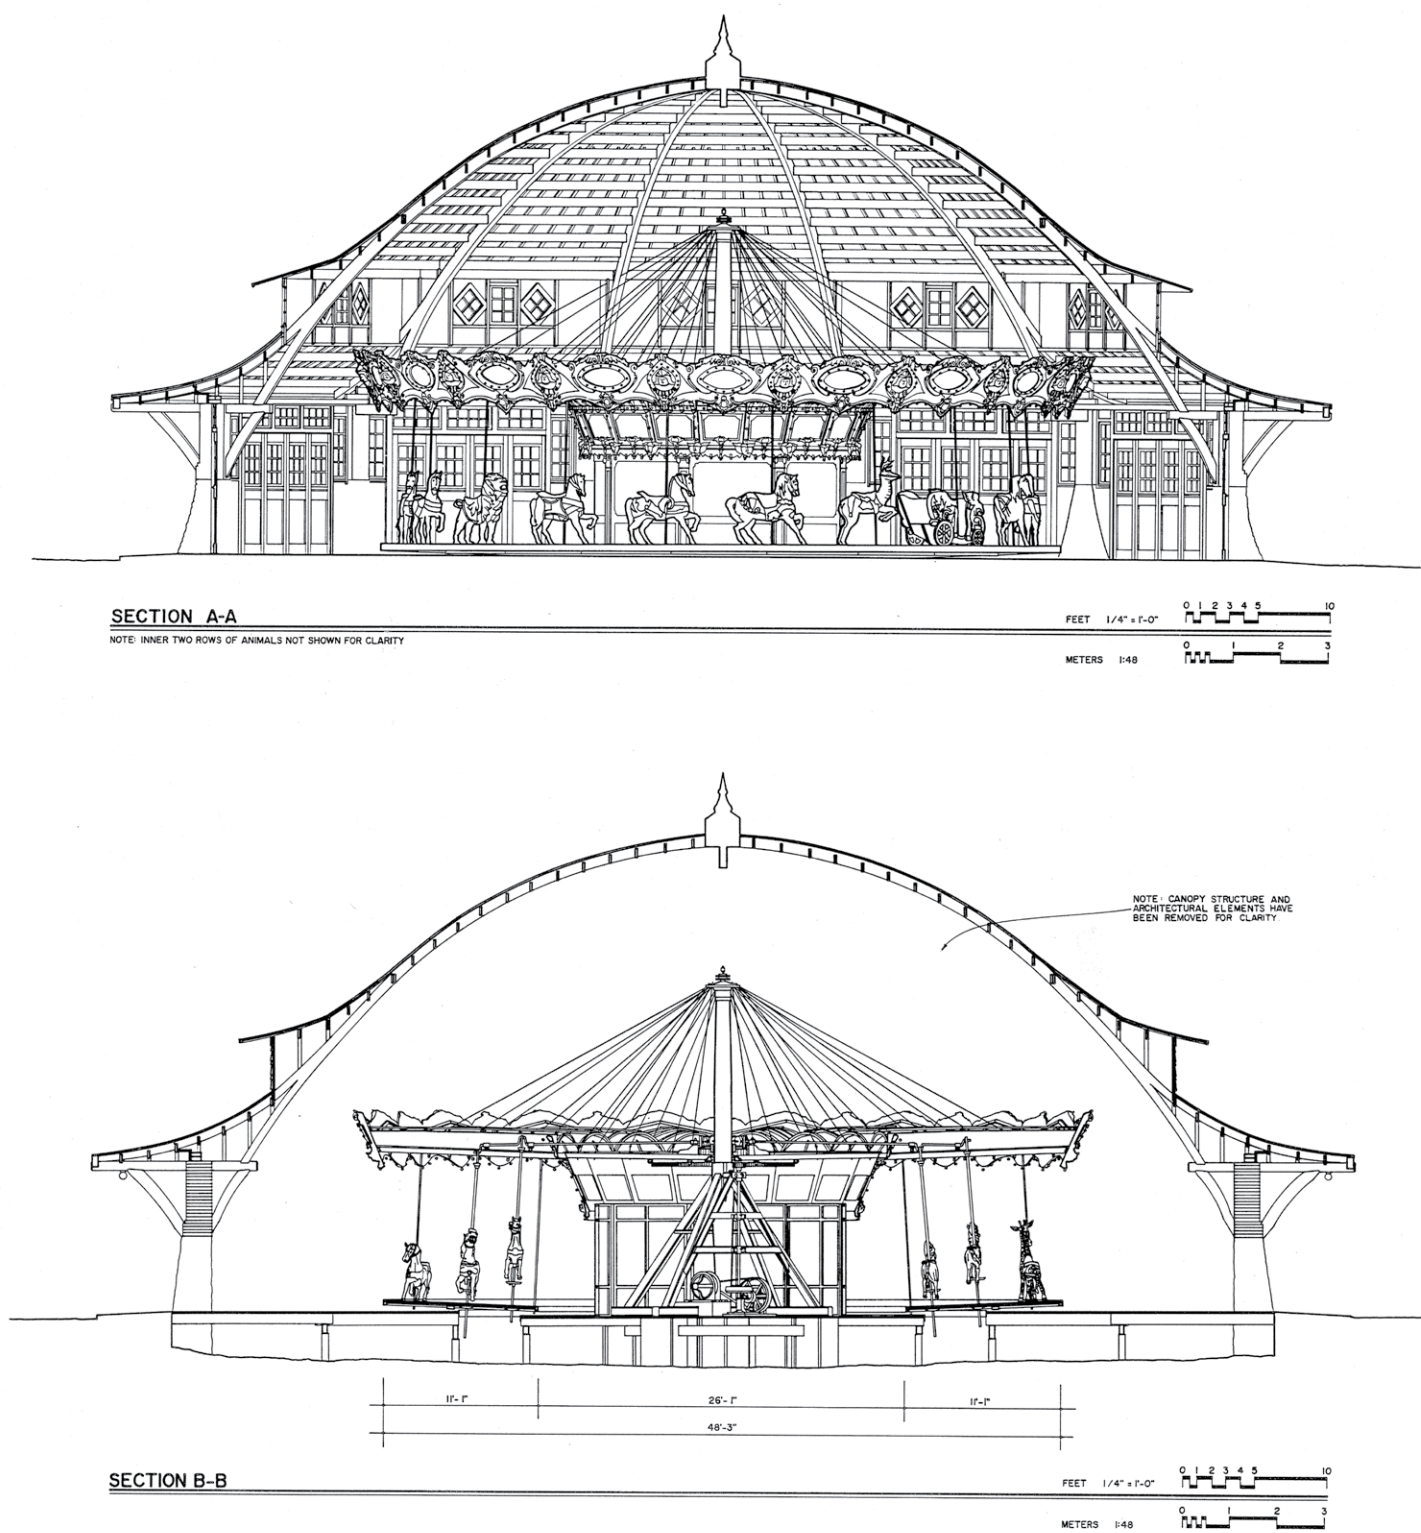 SECTION A-A
NOTE: INNER TWO ROWS OF ANIMALS NOT SHOWN FOR CLARITY
FEET 1/4" = 1'-0"
0 1 2 3 4 5 10
METERS 1:48
0 1 2 3
NOTE: CANOPY STRUCTURE AND
ARCHITECTURAL ELEMENTS HAVE
BEEN REMOVED FOR CLARITY.
11'-1"
26'-1"
11'-1"
48'-3"
SECTION B-B
FEET 1/4" = 1'-0"
0 1 2 3 4 5 10
METERS 1:48
0 1 2 3